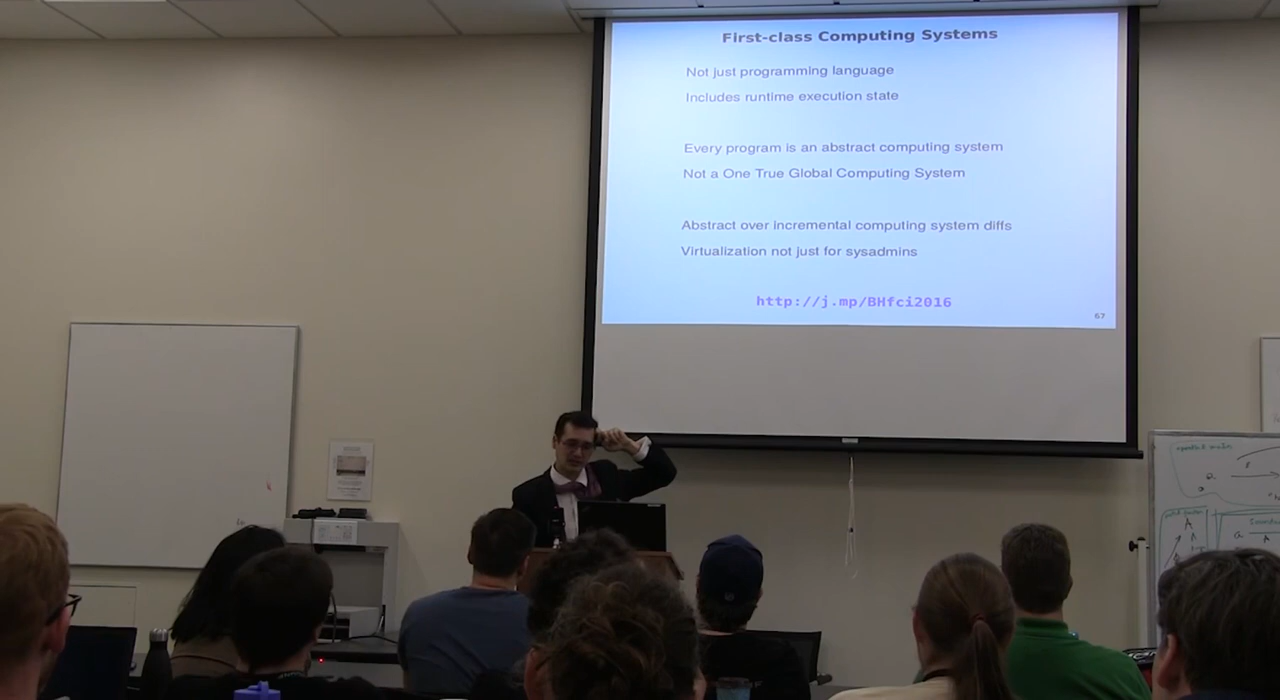 First-class Computing Systems
Not just programming language
Includes runtime execution state
Every program is an abstract computing system
Not a One True Global Computing System
Abstract over incremental computing system diffs
Virtualization not just for sysadmins
http://j.mp/BHfci2016
67